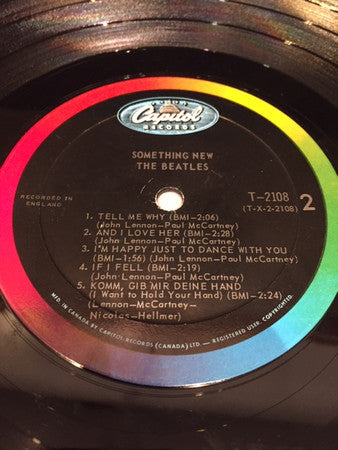 Capitol
RECORDS
SOMETHING NEW
THE BEATLES
RECORDED IN
ENGLAND
T-2108
(T-X-2-2108)
2
1. TELL ME WHY (BMI-2:06)
(John Lennon-Paul McCartney)
2. AND I LOVE HER (BMI-2:28)
(John Lennon-Paul McCartney)
3. I'M HAPPY JUST TO DANCE WITH YOU
(BMI-1:56) (John Lennon-Paul McCartney)
4. IF I FELL (BMI-2:19)
(John Lennon-Paul McCartney)
5. KOMM, GIB MIR DEINE HAND
(I Want to Hold Your Hand) (BMI-2:24)
(Lennon-McCartney-
Nicolas-Hellmer)
MFD. IN CANADA BY CAPITOL RECORDS (CANADA) LTD. — REGISTERED USER. COPYRIGHTED.